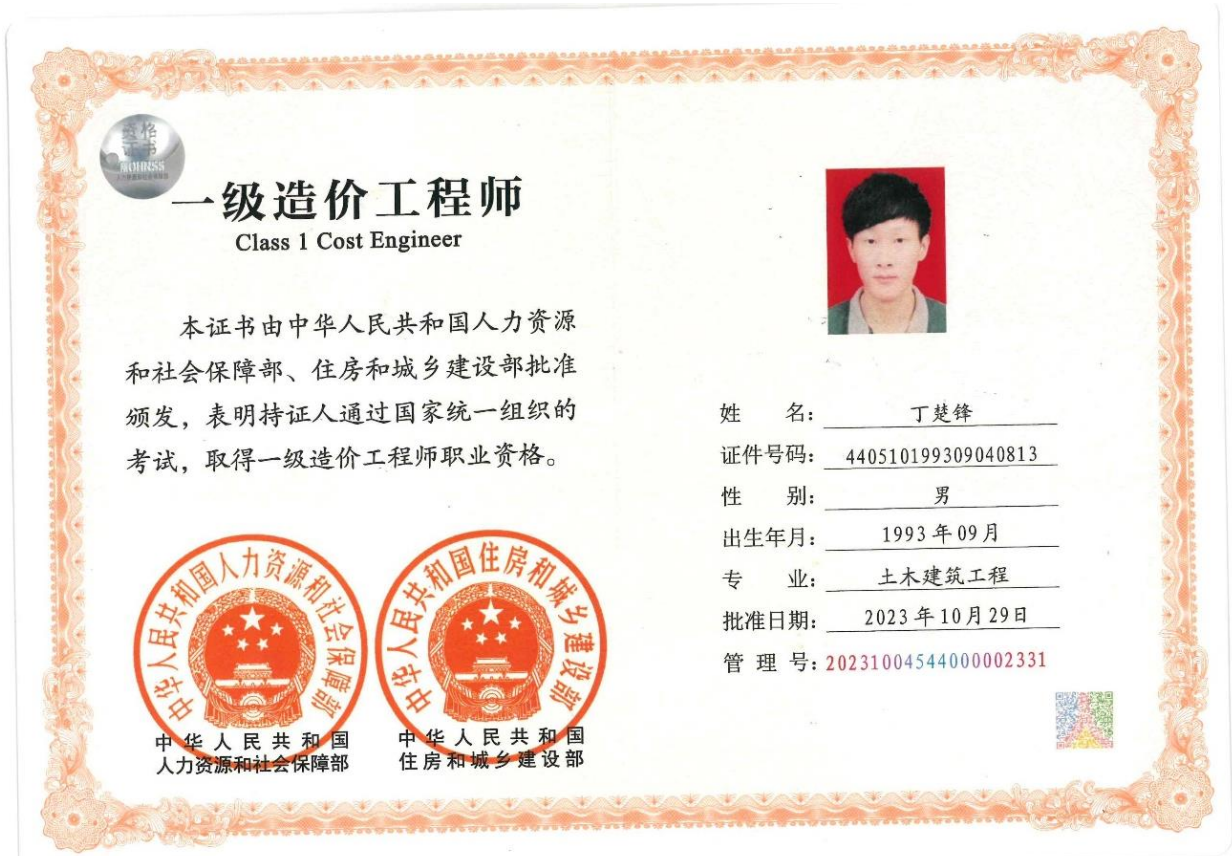 资格
证书
MOHRSS
一级造价工程师
Class 1 Cost Engineer
本证书由中华人民共和国人力资源
和社会保障部、住房和城乡建设部批准
颁发，表明持证人通过国家统一组织的
考试，取得一级造价工程师职业资格。
中华人民共和国人力资源和社会保障部
中华人民共和国住房和城乡建设部
中华人民共和国
人力资源和社会保障部
中华人民共和国
住房和城乡建设部
姓 名： 丁楚锋
证件号码： 440510199309040813
性 别： 男
出生年月： 1993年09月
专 业： 土木建筑工程
批准日期： 2023年10月29日
管 理 号：20231004544000002331